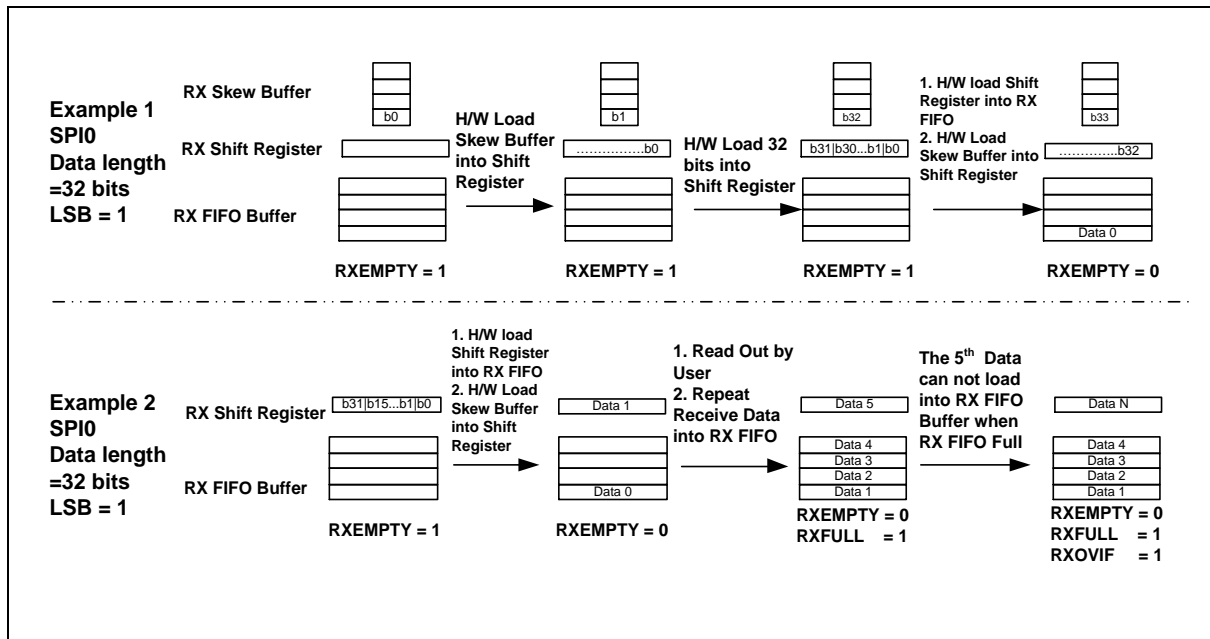 Example 1
SPI0
Data length
=32 bits
LSB = 1
RX Skew Buffer
RX Shift Register
RX FIFO Buffer
b0
RXEMPTY = 1
H/W Load
Skew Buffer
into Shift
Register
b1
................b0
RXEMPTY = 1
H/W Load 32
bits into
Shift Register
b32
b31|b30...b1|b0
RXEMPTY = 1
1. H/W load Shift
Register into RX
FIFO
2. H/W Load
Skew Buffer into
Shift Register
b33
..............b32
Data 0
RXEMPTY = 0
Example 2
SPI0
Data length
=32 bits
LSB = 1
RX Shift Register
RX FIFO Buffer
b31|b15...b1|b0
RXEMPTY = 1
1. H/W load
Shift Register
into RX FIFO
2. H/W Load
Skew Buffer
into Shift
Register
Data 1
Data 0
RXEMPTY = 0
1. Read Out by
User
2. Repeat
Receive Data
into RX FIFO
Data 5
Data 4
Data 3
Data 2
Data 1
RXEMPTY = 0
RXFULL = 1
The 5th Data
can not load
into RX FIFO
Buffer when
RX FIFO Full
Data N
Data 4
Data 3
Data 2
Data 1
RXEMPTY = 0
RXFULL = 1
RXOVIF = 1